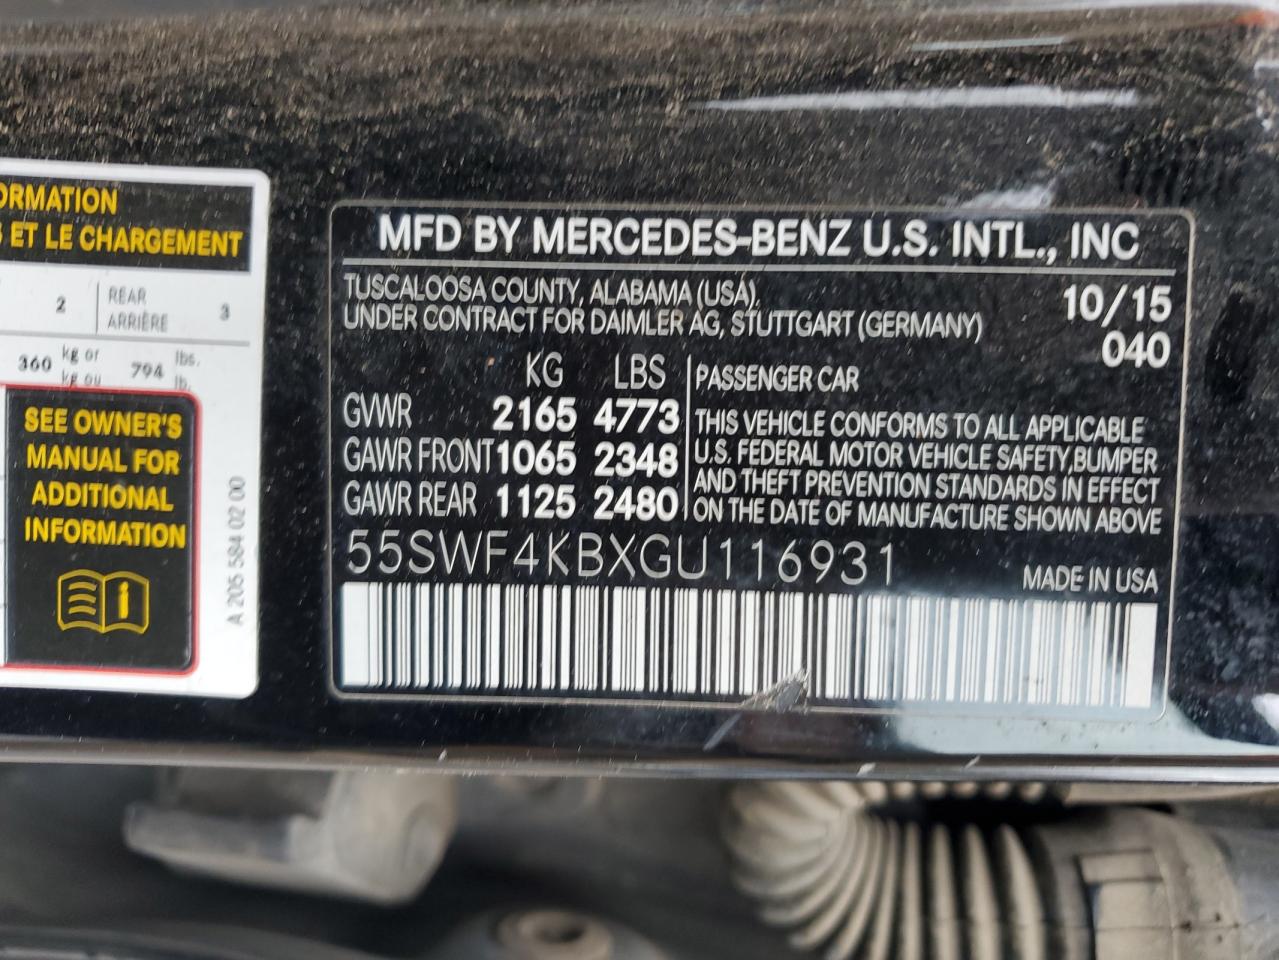 ORMATION
ET LE CHARGEMENT
2 REAR 3
ARRIÈRE
360 kg or 794 lbs.
kg ou lb.
SEE OWNER'S
MANUAL FOR
ADDITIONAL
INFORMATION
A 205 584 02 00
MFD BY MERCEDES-BENZ U.S. INTL., INC
TUSCALOOSA COUNTY, ALABAMA (USA), 10/15
UNDER CONTRACT FOR DAIMLER AG, STUTTGART (GERMANY) 040
KG LBS
GVWR 2165 4773
GAWR FRONT 1065 2348
GAWR REAR 1125 2480
PASSENGER CAR
THIS VEHICLE CONFORMS TO ALL APPLICABLE
U.S. FEDERAL MOTOR VEHICLE SAFETY,BUMPER
AND THEFT PREVENTION STANDARDS IN EFFECT
ON THE DATE OF MANUFACTURE SHOWN ABOVE
55SWF4KBXGU116931
MADE IN USA